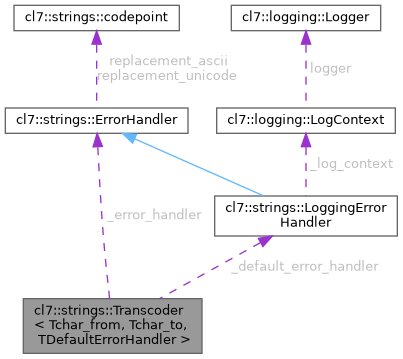 cl7::strings::codepoint
cl7::logging::Logger
replacement_ascii
replacement_unicode
logger
cl7::strings::ErrorHandler
cl7::logging::LogContext
_log_context
_error_handler
cl7::strings::LoggingError
Handler
_default_error_handler
cl7::strings::Transcoder
< Tchar_from, Tchar_to,
TDefaultErrorHandler >